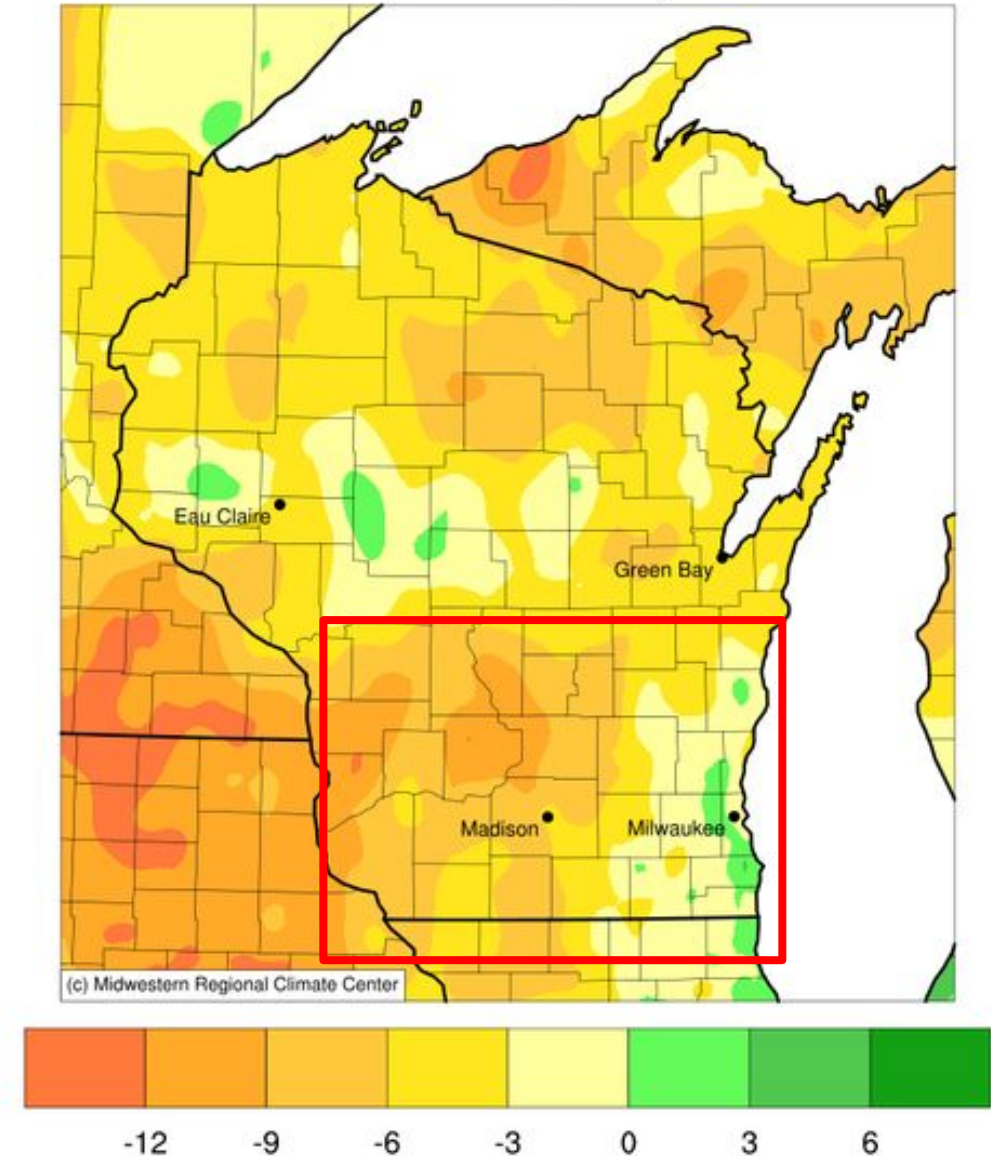 Eau Claire
Green Bay
Madison
Milwaukee
(c) Midwestern Regional Climate Center
-12 -9 -6 -3 0 3 6